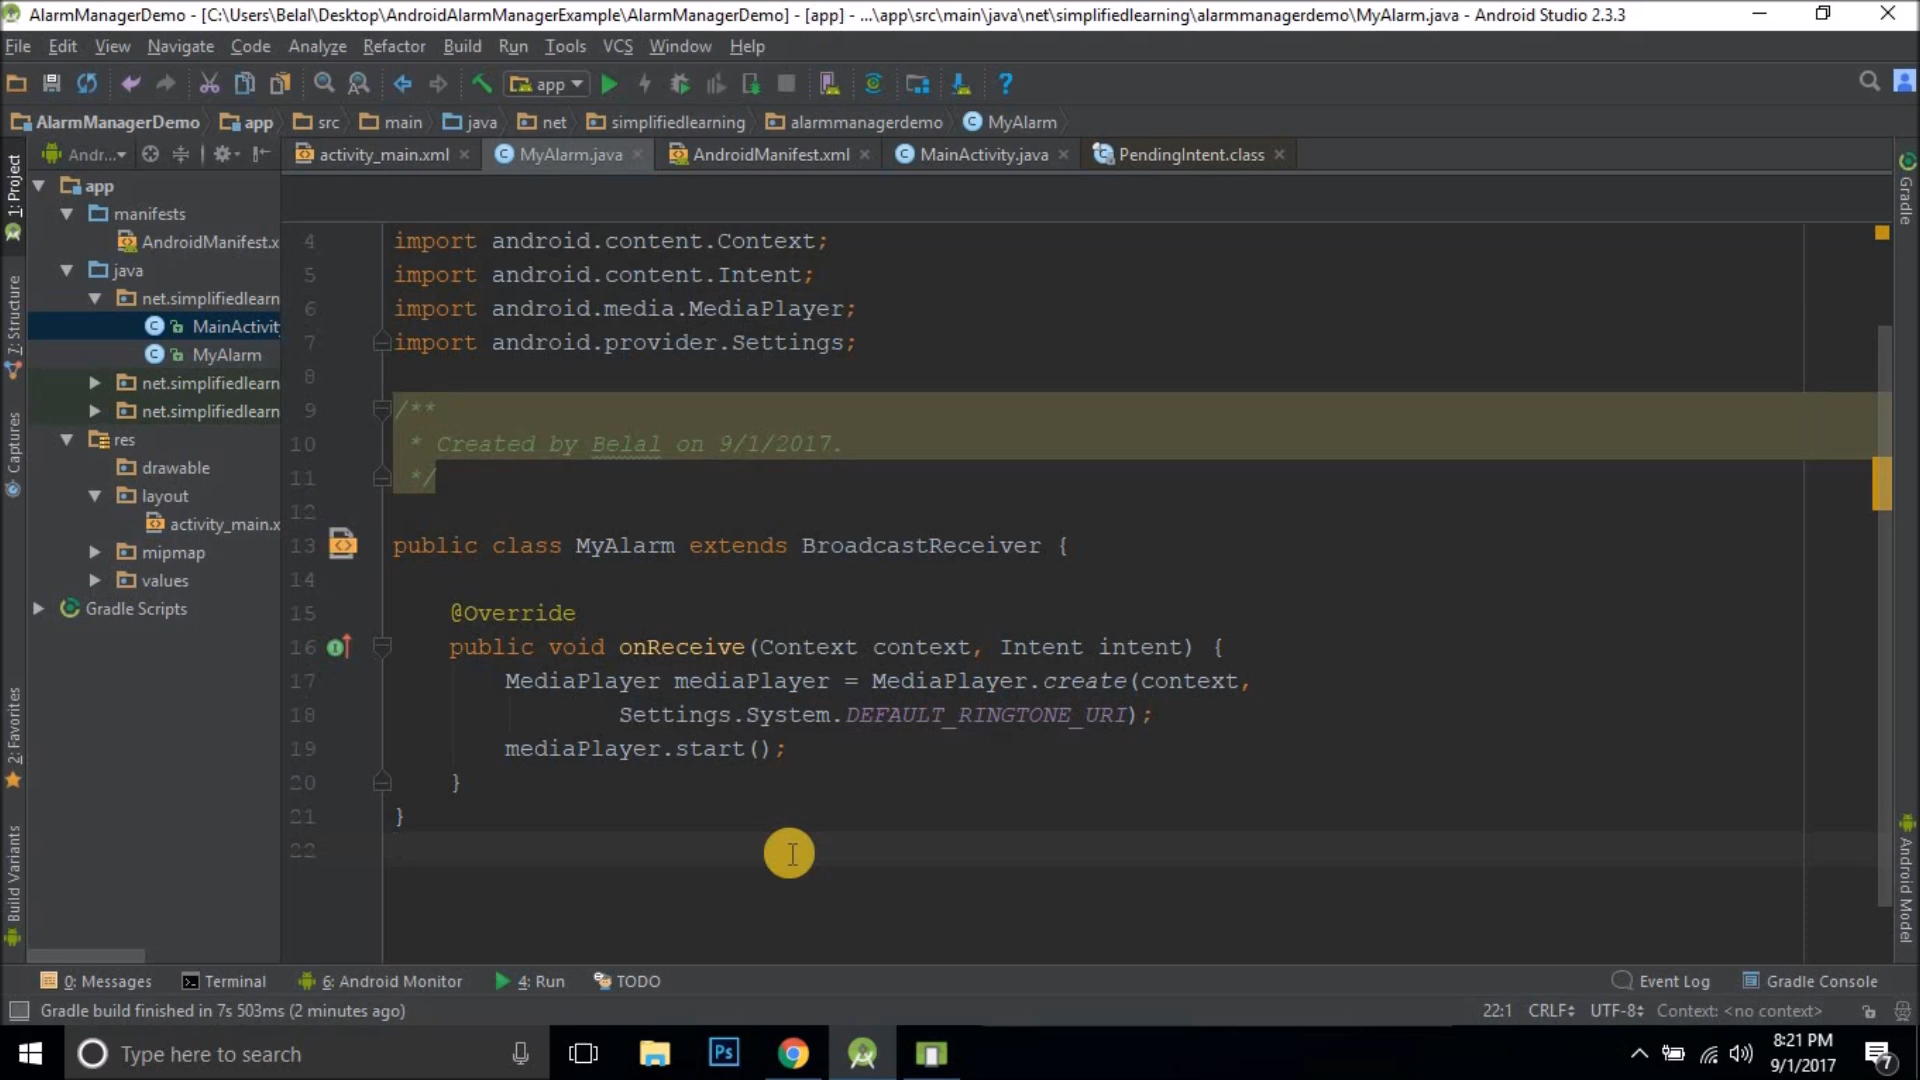 AlarmManagerDemo - [C:\Users\Belal\Desktop\AndroidAlarmManagerExample\AlarmManagerDemo] - [app] - ...\app\src\main\java\net\simplifiedlearning\alarmmanagerdemo\MyAlarm.java - Android Studio 2.3.3
File Edit View Navigate Code Analyze Refactor Build Run Tools VCS Window Help
app
AlarmManagerDemo app src main java net simplifiedlearning alarmmanagerdemo MyAlarm
Andr... activity_main.xml MyAlarm.java AndroidManifest.xml MainActivity.java PendingIntent.class
1: Project
7: Structure
Captures
2: Favorites
Build Variants
app
manifests
AndroidManifest.x
java
net.simplifiedlearn
MainActivit
MyAlarm
net.simplifiedlearn
net.simplifiedlearn
res
drawable
layout
activity_main.x
mipmap
values
Gradle Scripts
4 import android.content.Context;
5 import android.content.Intent;
6 import android.media.MediaPlayer;
7 import android.provider.Settings;
8
9 /**
10 * Created by Belal on 9/1/2017.
11 */
12
13 public class MyAlarm extends BroadcastReceiver {
14
15 @Override
16 public void onReceive(Context context, Intent intent) {
17 MediaPlayer mediaPlayer = MediaPlayer.create(context,
18 Settings.System.DEFAULT_RINGTONE_URI);
19 mediaPlayer.start();
20 }
21 }
22
Gradle
Android Model
0: Messages Terminal 6: Android Monitor 4: Run TODO Event Log Gradle Console
Gradle build finished in 7s 503ms (2 minutes ago) 22:1 CRLF UTF-8 Context: <no context>
Type here to search Ps 8:21 PM
9/1/2017 7